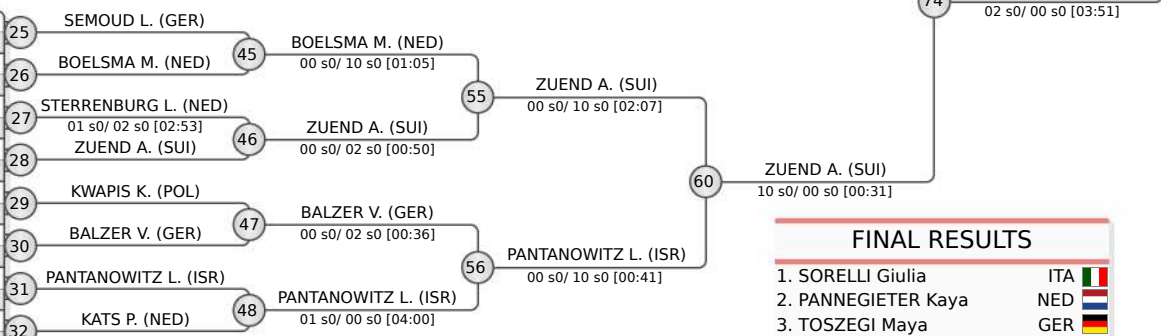 74
02 s0/ 00 s0 [03:51]
25
SEMOUD L. (GER)
45
BOELSMA M. (NED)
00 s0/ 10 s0 [01:05]
26
BOELSMA M. (NED)
55
ZUEND A. (SUI)
00 s0/ 10 s0 [02:07]
27
STERRENBURG L. (NED)
01 s0/ 02 s0 [02:53]
46
ZUEND A. (SUI)
00 s0/ 02 s0 [00:50]
28
ZUEND A. (SUI)
60
ZUEND A. (SUI)
10 s0/ 00 s0 [00:31]
29
KWAPIS K. (POL)
47
BALZER V. (GER)
00 s0/ 02 s0 [00:36]
30
BALZER V. (GER)
56
PANTANOWITZ L. (ISR)
00 s0/ 10 s0 [00:41]
31
PANTANOWITZ L. (ISR)
48
PANTANOWITZ L. (ISR)
01 s0/ 00 s0 [04:00]
32
KATS P. (NED)
FINAL RESULTS
1. SORELLI Giulia ITA
2. PANNEGIETER Kaya NED
3. TOSZEGI Maya GER